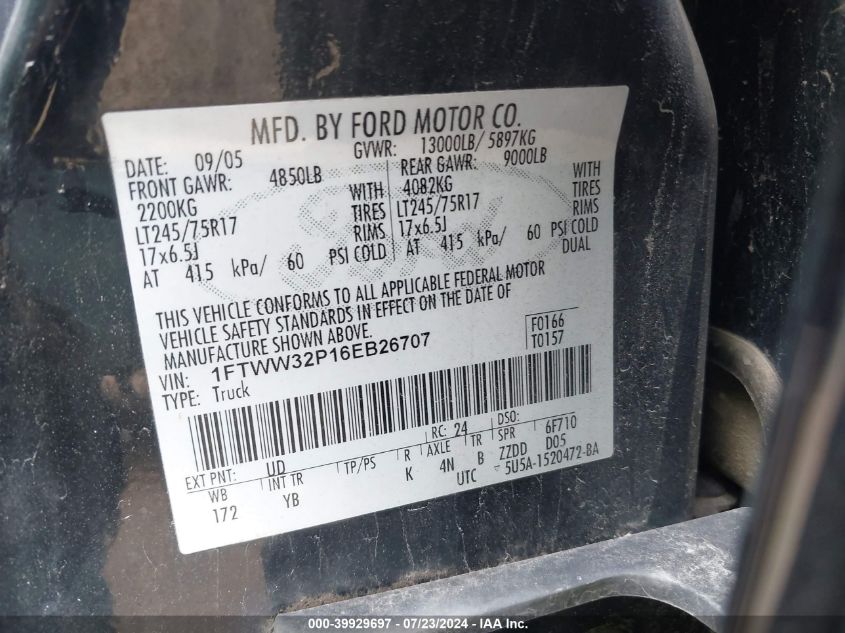 MFD. BY FORD MOTOR CO.
DATE: 09/05 GVWR: 13000LB/ 5897KG
FRONT GAWR: 4850LB REAR GAWR: 9000LB
2200KG WITH 4082KG WITH
LT245/75R17 TIRES LT245/75R17 TIRES
17x6.5J RIMS 17x6.5J RIMS
AT 415 kPa/ 60 PSI COLD AT 415 kPa/ 60 PSI COLD
DUAL
THIS VEHICLE CONFORMS TO ALL APPLICABLE FEDERAL MOTOR
VEHICLE SAFETY STANDARDS IN EFFECT ON THE DATE OF
MANUFACTURE SHOWN ABOVE.
F0166
VIN: 1FTWW32P16EB26707 T0157
TYPE: Truck
RC: 24 DSO:
EXT PNT: UD 6F710
WB INT TR TP/PS R AXLE TR SPR
172 YB K 4N B ZZDD D05
UTC 5U5A-1520472-BA
000-39929697 / 07/23/2024 / IAAI Holdings, Inc.